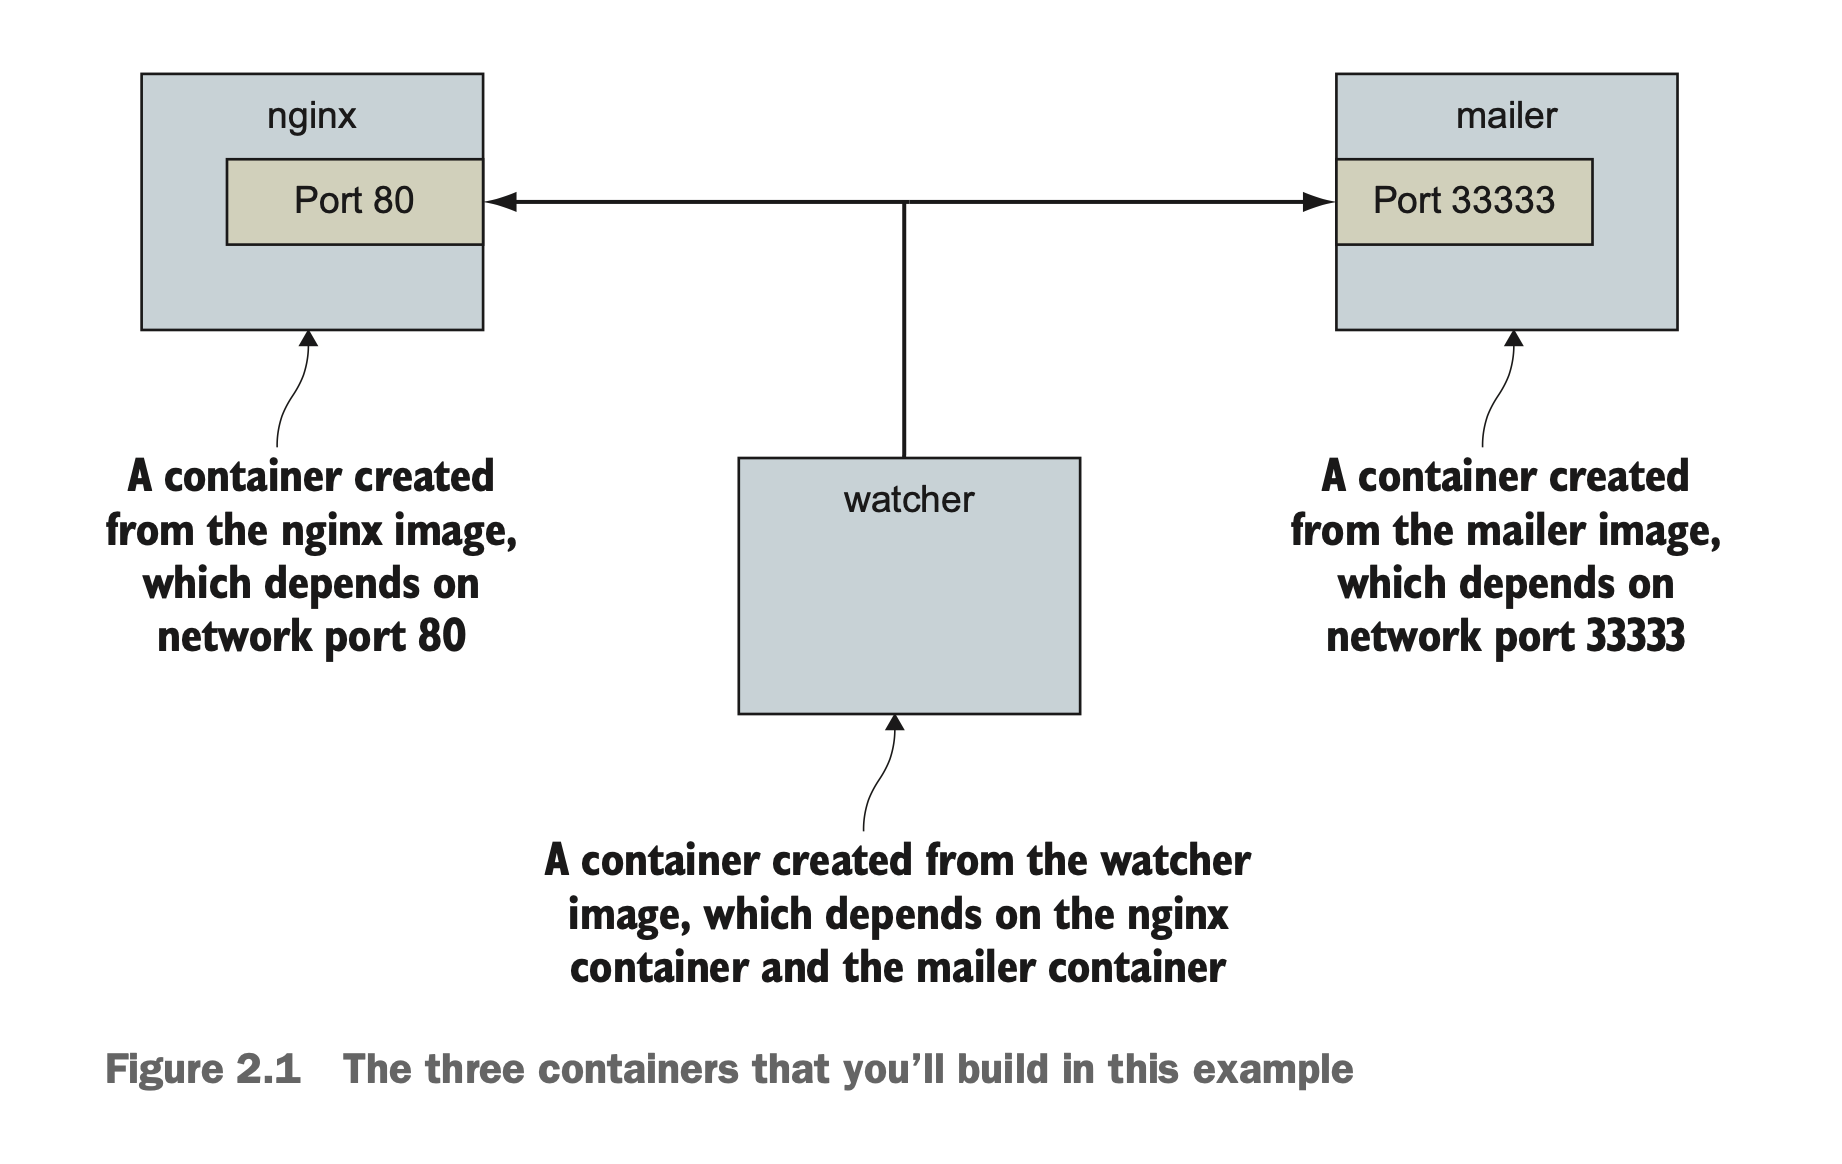 nginx
Port 80
mailer
Port 33333
A container created
from the nginx image,
which depends on
network port 80
watcher
A container created
from the mailer image,
which depends on
network port 33333
A container created from the watcher
image, which depends on the nginx
container and the mailer container
Figure 2.1 The three containers that you’ll build in this example